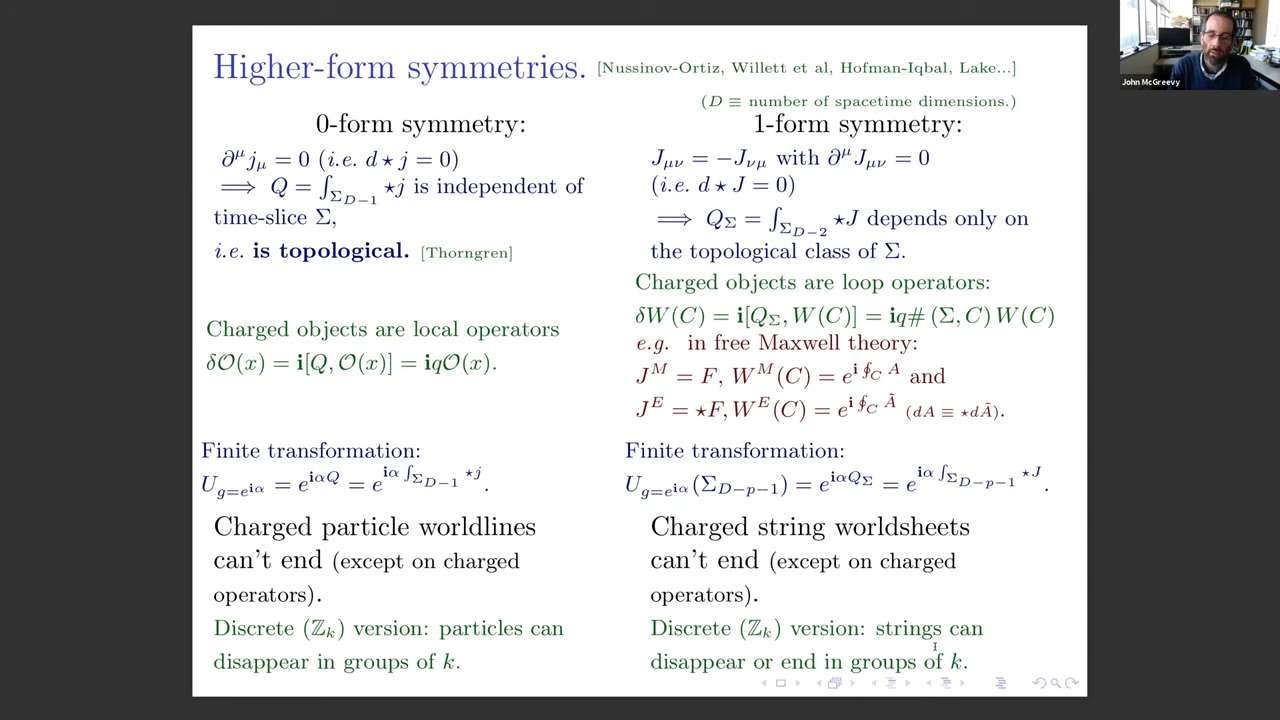 Higher-form symmetries. [Nussinov-Ortiz, Willett et al, Hofman-Iqbal, Lake...]
(D ≡ number of spacetime dimensions.)
0-form symmetry:
∂^μ j_μ = 0 (i.e. d ⋆ j = 0)
⟹ Q = ∫_{Σ_{D−1}} ⋆j is independent of
time-slice Σ,
i.e. is topological. [Thorngren]
Charged objects are local operators
δO(x) = i[Q, O(x)] = iqO(x).
Finite transformation:
U_{g=e^{iα}} = e^{iαQ} = e^{iα ∫_{Σ_{D−1}} ⋆j}.
Charged particle worldlines
can't end (except on charged
operators).
Discrete (ℤ_k) version: particles can
disappear in groups of k.
1-form symmetry:
J_{μν} = −J_{νμ} with ∂^μ J_{μν} = 0
(i.e. d ⋆ J = 0)
⟹ Q_Σ = ∫_{Σ_{D−2}} ⋆J depends only on
the topological class of Σ.
Charged objects are loop operators:
δW(C) = i[Q_Σ, W(C)] = iq# (Σ, C) W(C)
e.g. in free Maxwell theory:
J^M = F, W^M(C) = e^{i ∮_C A} and
J^E = ⋆F, W^E(C) = e^{i ∮_C Ã} (dA ≡ ⋆dÃ).
Finite transformation:
U_{g=e^{iα}}(Σ_{D−p−1}) = e^{iαQ_Σ} = e^{iα ∫_{Σ_{D−p−1}} ⋆J}.
Charged string worldsheets
can't end (except on charged
operators).
Discrete (ℤ_k) version: strings can
disappear or end in groups of k.
John McGreevy